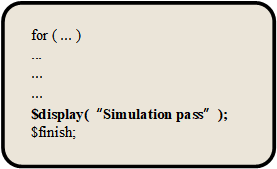 for ( ... )
...
...
...
$display( “Simulation pass” );
$finish;